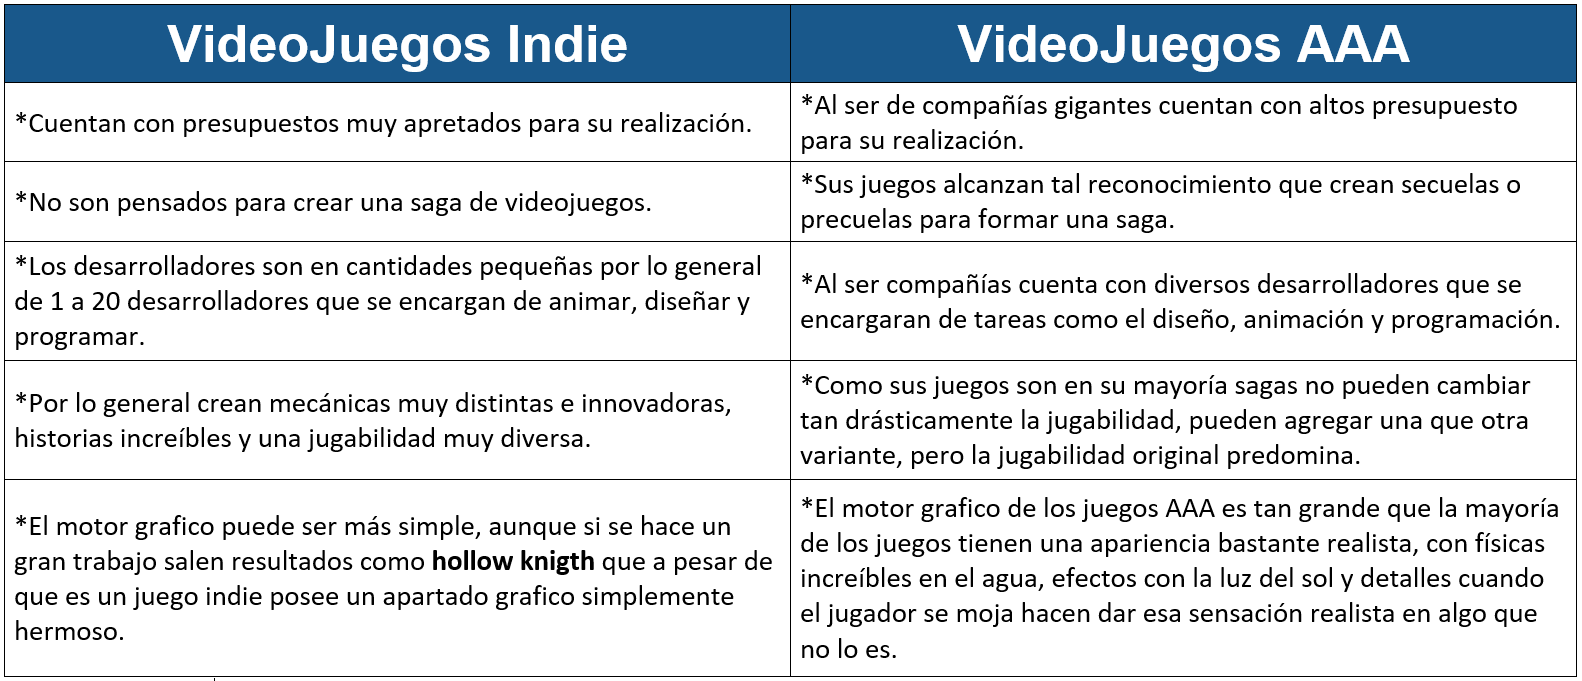 VideoJuegos Indie
VideoJuegos AAA
*Cuentan con presupuestos muy apretados para su realización.
*Al ser de compañías gigantes cuentan con altos presupuesto
para su realización.
*No son pensados para crear una saga de videojuegos.
*Sus juegos alcanzan tal reconocimiento que crean secuelas o
precuelas para formar una saga.
*Los desarrolladores son en cantidades pequeñas por lo general
de 1 a 20 desarrolladores que se encargan de animar, diseñar y
programar.
*Al ser compañías cuenta con diversos desarrolladores que se
encargaran de tareas como el diseño, animación y programación.
*Por lo general crean mecánicas muy distintas e innovadoras,
historias increíbles y una jugabilidad muy diversa.
*Como sus juegos son en su mayoría sagas no pueden cambiar
tan drásticamente la jugabilidad, pueden agregar una que otra
variante, pero la jugabilidad original predomina.
*El motor grafico puede ser más simple, aunque si se hace un
gran trabajo salen resultados como hollow knigth que a pesar de
que es un juego indie posee un apartado grafico simplemente
hermoso.
*El motor grafico de los juegos AAA es tan grande que la mayoría
de los juegos tienen una apariencia bastante realista, con físicas
increíbles en el agua, efectos con la luz del sol y detalles cuando
el jugador se moja hacen dar esa sensación realista en algo que
no lo es.